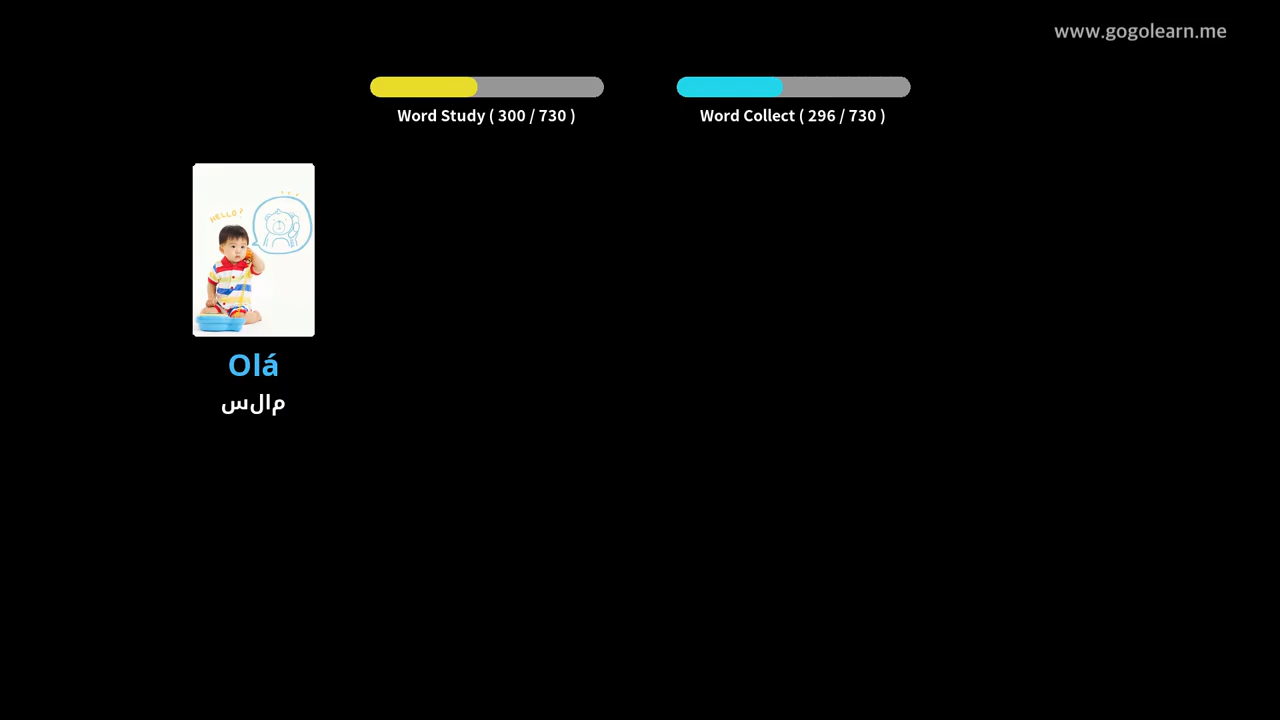 www.gogolearn.me
Word Study ( 300 / 730 )
Word Collect ( 296 / 730 )
HELLO?
Olá
مالس